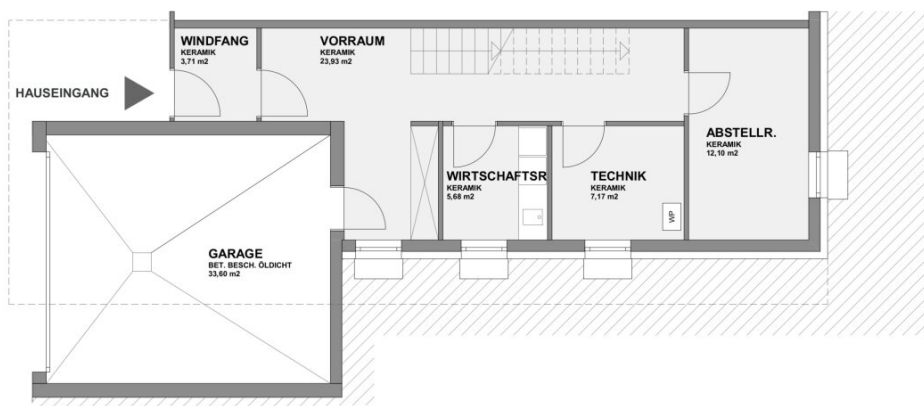 WINDFANG
KERAMIK
3,71 m2
VORRAUM
KERAMIK
23,93 m2
HAUSEINGANG
ABSTELLR.
KERAMIK
12,10 m2
WIRTSCHAFTSR
KERAMIK
5,68 m2
TECHNIK
KERAMIK
7,17 m2
WP
GARAGE
BET. BESCH. ÖLDICHT
33,60 m2